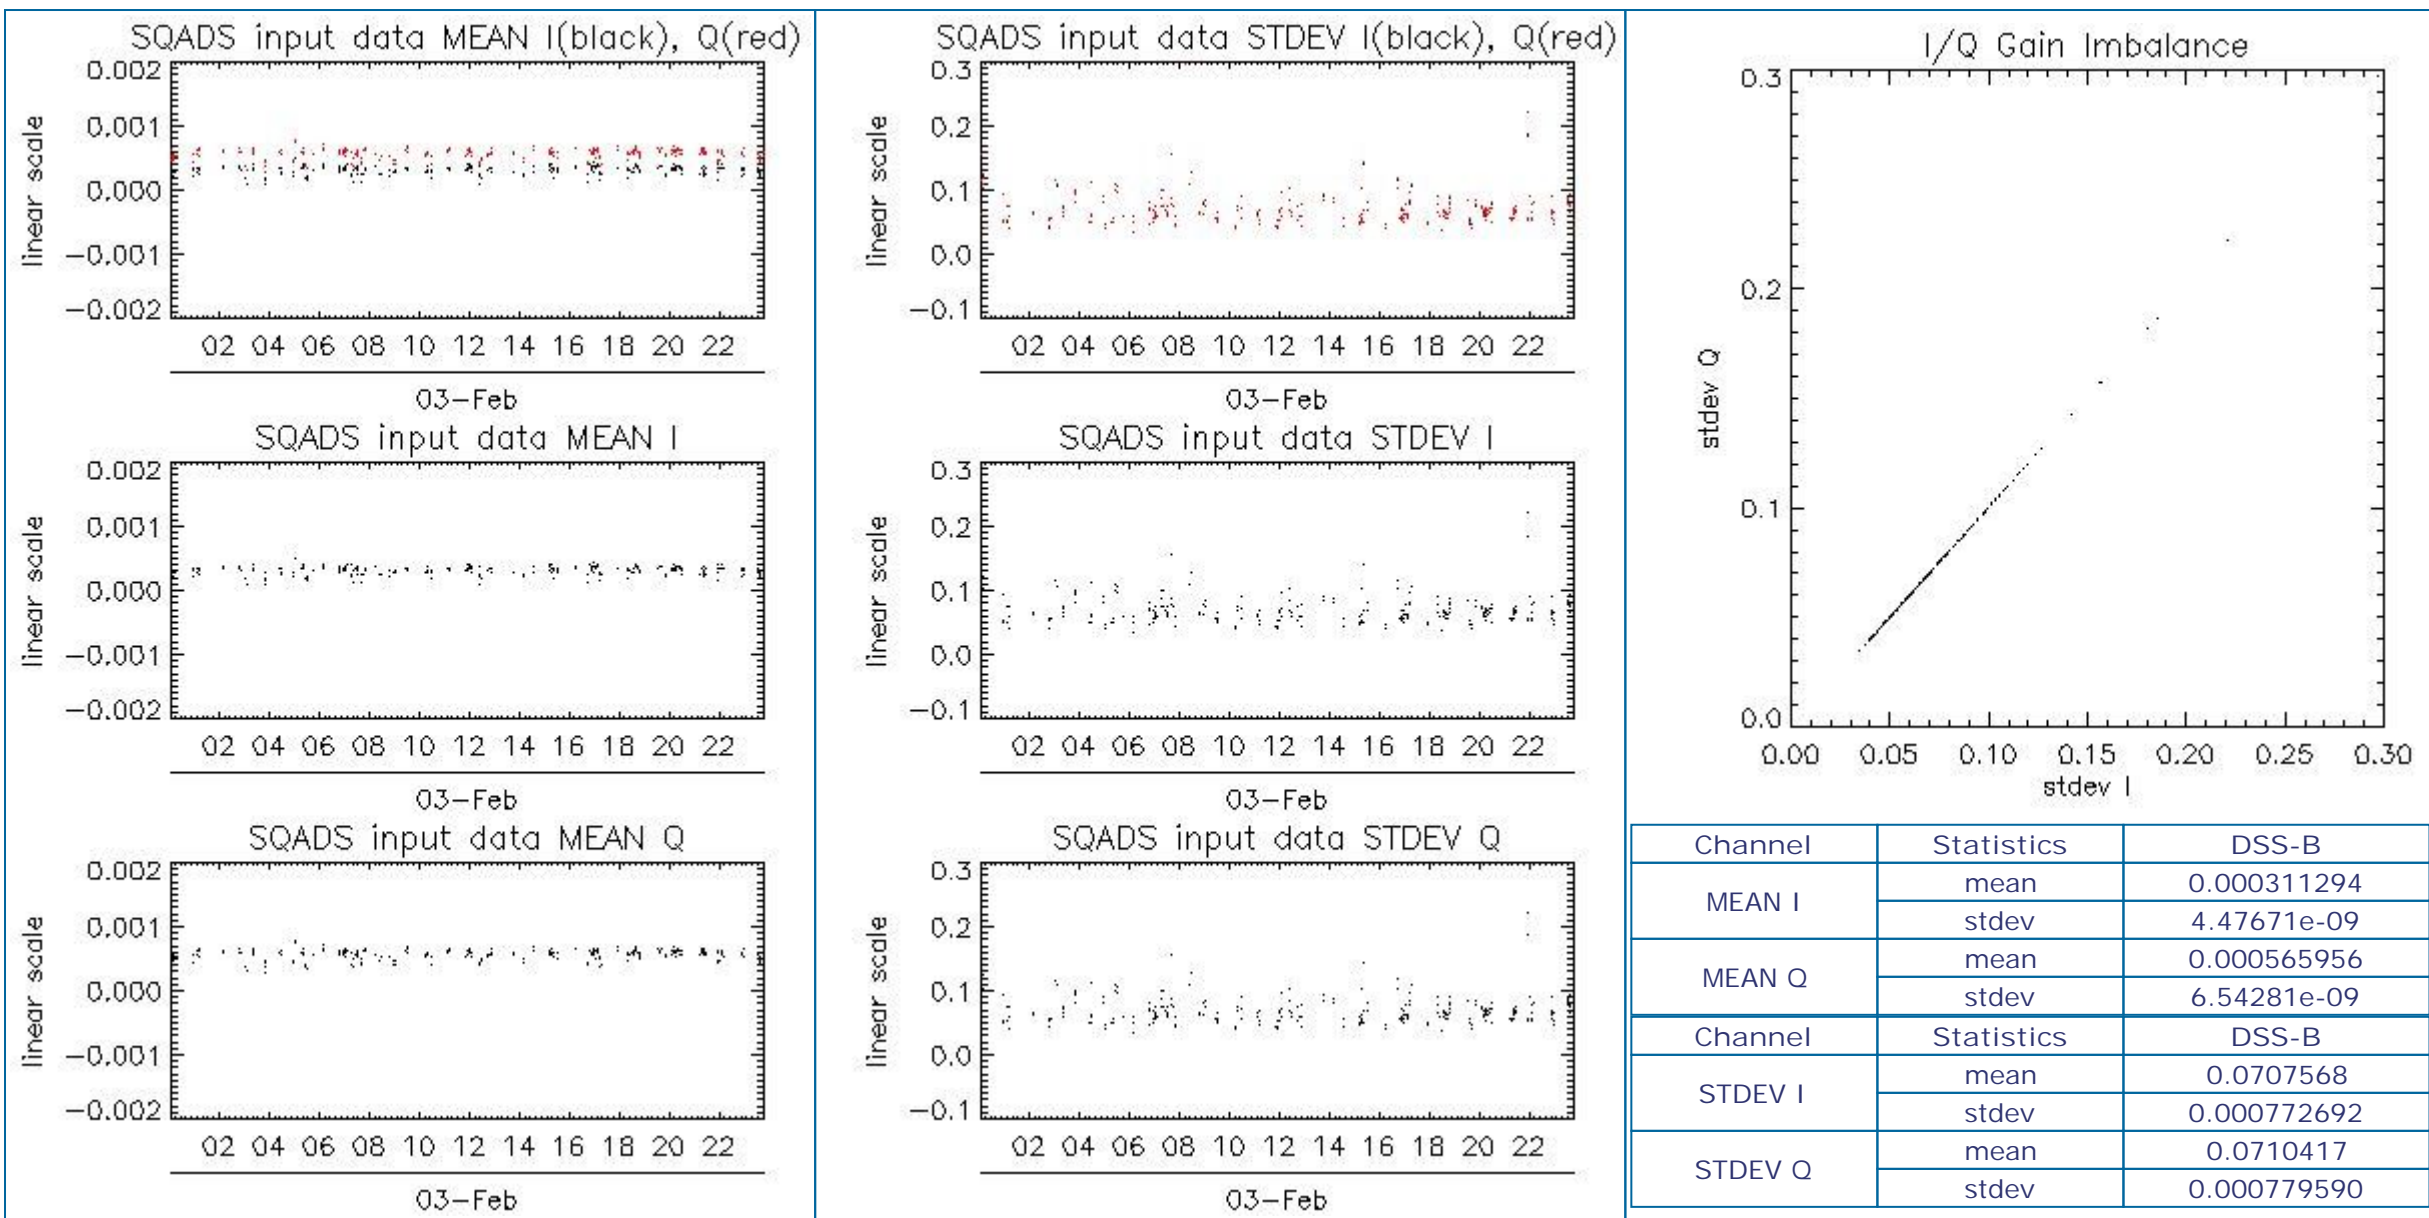 SQADS input data MEAN I(black), Q(red)
linear scale
0.002
0.001
0.000
-0.001
-0.002
02 04 06 08 10 12 14 16 18 20 22
03-Feb
SQADS input data MEAN I
linear scale
0.002
0.001
0.000
-0.001
-0.002
02 04 06 08 10 12 14 16 18 20 22
03-Feb
SQADS input data MEAN Q
linear scale
0.002
0.001
0.000
-0.001
-0.002
02 04 06 08 10 12 14 16 18 20 22
03-Feb
SQADS input data STDEV I(black), Q(red)
linear scale
0.3
0.2
0.1
0.0
-0.1
02 04 06 08 10 12 14 16 18 20 22
03-Feb
SQADS input data STDEV I
linear scale
0.3
0.2
0.1
0.0
-0.1
02 04 06 08 10 12 14 16 18 20 22
03-Feb
SQADS input data STDEV Q
linear scale
0.3
0.2
0.1
0.0
-0.1
02 04 06 08 10 12 14 16 18 20 22
03-Feb
I/Q Gain Imbalance
stdev Q
0.3
0.2
0.1
0.0
0.00 0.05 0.10 0.15 0.20 0.25 0.30
stdev I
Channel Statistics DSS-B
MEAN I mean 0.000311294
stdev 4.47671e-09
MEAN Q mean 0.000565956
stdev 6.54281e-09
Channel Statistics DSS-B
STDEV I mean 0.0707568
stdev 0.000772692
STDEV Q mean 0.0710417
stdev 0.000779590